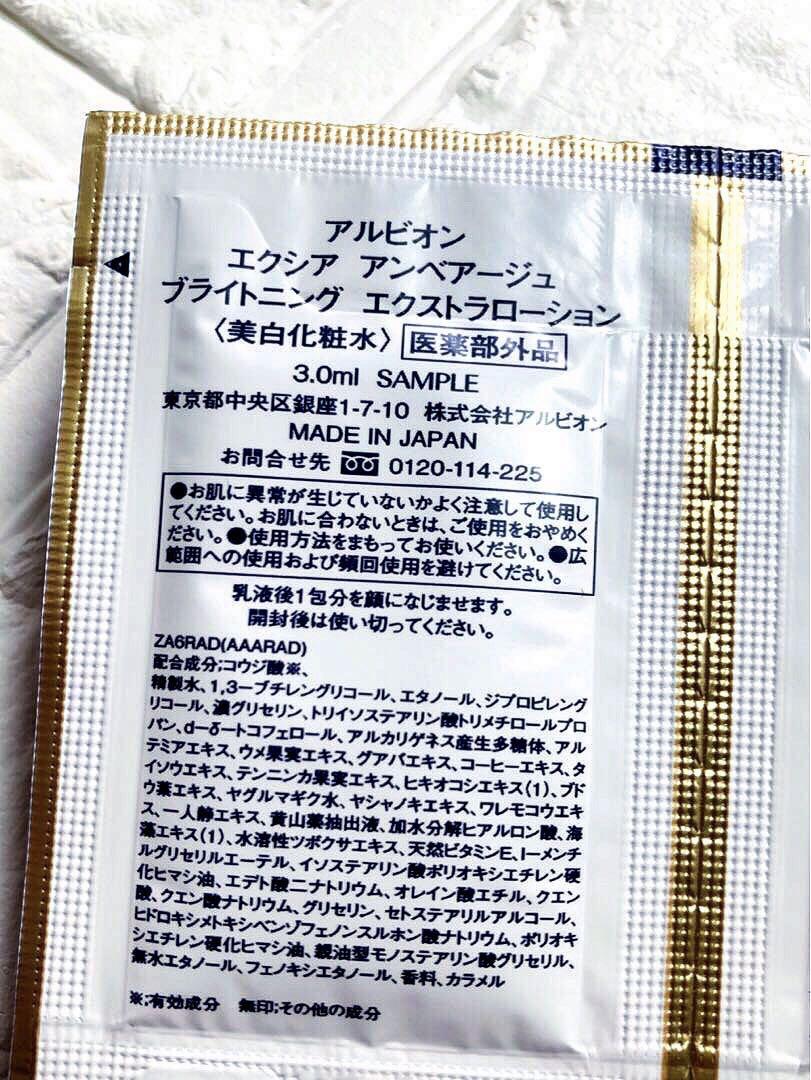 アルビオン
エクシア アンベアージュ
ブライトニング エクストラローション
〈美白化粧水〉 医薬部外品
3.0ml SAMPLE
東京都中央区銀座1-7-10 株式会社アルビオン
MADE IN JAPAN
お問合せ先 0120-114-225
●お肌に異常が生じていないかよく注意して使用し
てください。お肌に合わないときは、ご使用をおやめく
ださい。●使用方法をまもってお使いください。●広
範囲への使用および頻回使用を避けてください。
乳液後1包分を顔になじませます。
開封後は使い切ってください。
ZA6RAD(AAARAD)
配合成分;コウジ酸※、
精製水、1,3-ブチレングリコール、エタノール、ジプロピレング
リコール、濃グリセリン、トリイソステアリン酸トリメチロールプロ
パン、d-δ-トコフェロール、アルカリゲネス産生多糖体、アル
テミアエキス、ウメ果実エキス、グアバエキス、コーヒーエキス、タ
イソウエキス、テンニンカ果実エキス、ヒキオコシエキス(1)、ブド
ウ葉エキス、ヤグルマギク水、ヤシャノキエキス、ワレモコウエキ
ス、一人静エキス、黄山薬抽出液、加水分解ヒアルロン酸、海
藻エキス(1)、水溶性ツボクサエキス、天然ビタミンE、l-メンチ
ルグリセリルエーテル、イソステアリン酸ポリオキシエチレン硬
化ヒマシ油、エデト酸二ナトリウム、オレイン酸エチル、クエン
酸、クエン酸ナトリウム、グリセリン、セトステアリルアルコール、
ヒドロキシメトキシベンゾフェノンスルホン酸ナトリウム、ポリオキ
シエチレン硬化ヒマシ油、親油型モノステアリン酸グリセリル、
無水エタノール、フェノキシエタノール、香料、カラメル
※;有効成分 無印;その他の成分